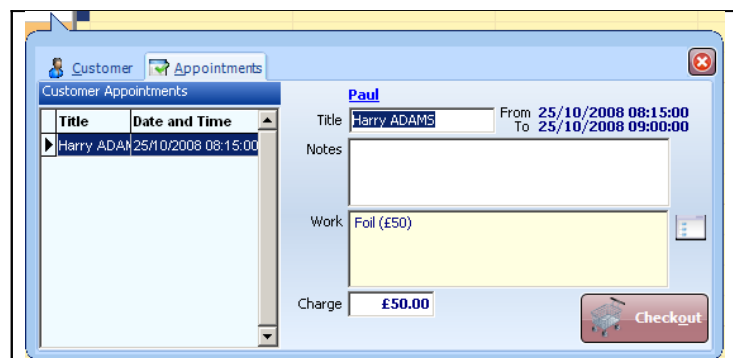 Customer Appointments
Customer Appointments
Title Date and Time
Harry ADAM 25/10/2008 08:15:00
Paul
Title Harry ADAMS From 25/10/2008 08:15:00
To 25/10/2008 09:00:00
Notes
Work Foil (£50)
Charge £50.00
Checkout